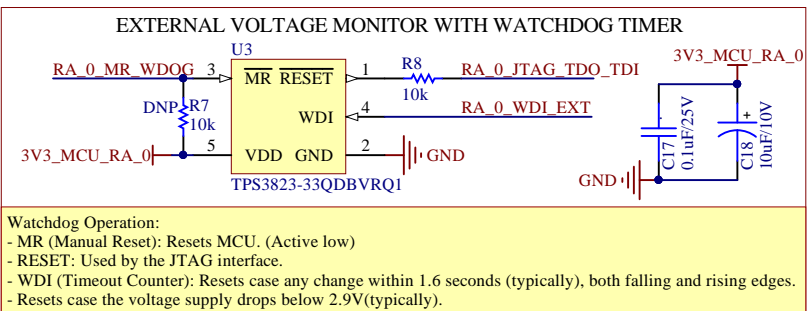 EXTERNAL VOLTAGE MONITOR WITH WATCHDOG TIMER
U3
RA_0_MR_WDOG 3 MR RESET 1 R8 RA_0_JTAG_TDO_TDI
10k
3V3_MCU_RA_0
DNP R7
10k
WDI 4 RA_0_WDI_EXT
C17
0.1uF/25V
+
C18
10uF/10V
3V3_MCU_RA_0 5 VDD GND 2 GND
GND
TPS3823-33QDBVRQ1
Watchdog Operation:
- MR (Manual Reset): Resets MCU. (Active low)
- RESET: Used by the JTAG interface.
- WDI (Timeout Counter): Resets case any change within 1.6 seconds (typically), both falling and rising edges.
- Resets case the voltage supply drops below 2.9V(typically).